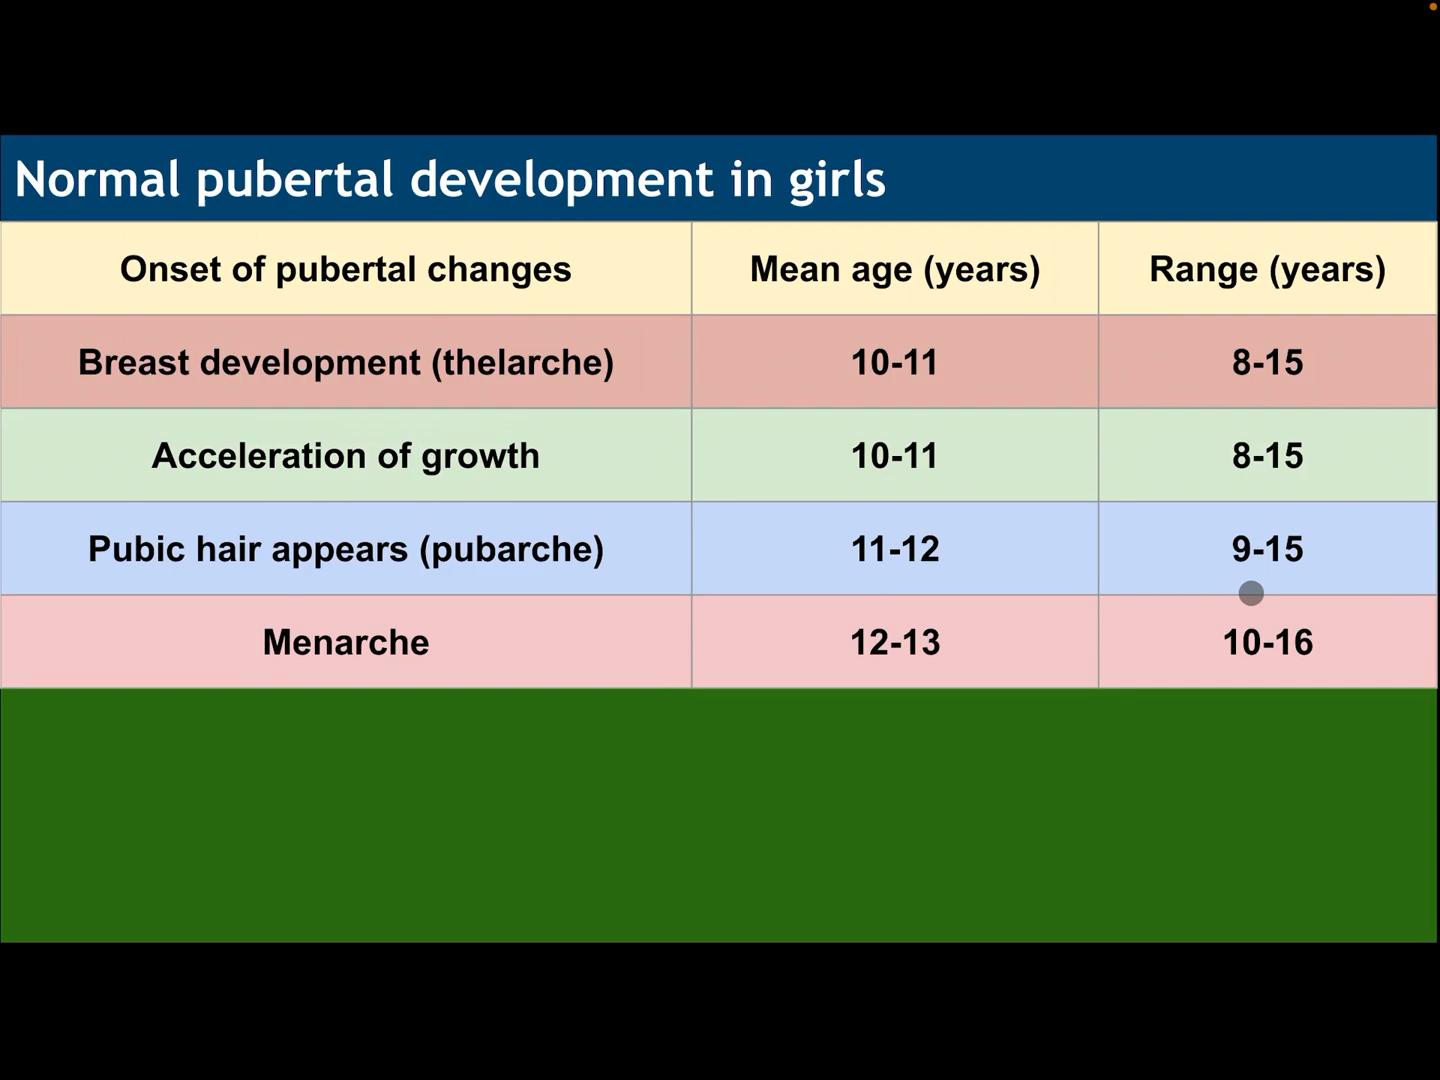 Normal pubertal development in girls
Onset of pubertal changes Mean age (years) Range (years)
Breast development (thelarche) 10-11 8-15
Acceleration of growth 10-11 8-15
Pubic hair appears (pubarche) 11-12 9-15
Menarche 12-13 10-16